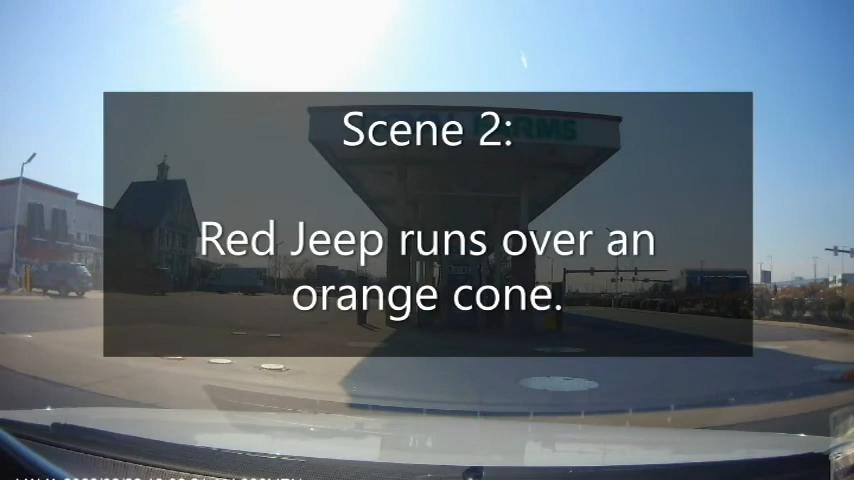 Scene 2:
Red Jeep runs over an
orange cone.